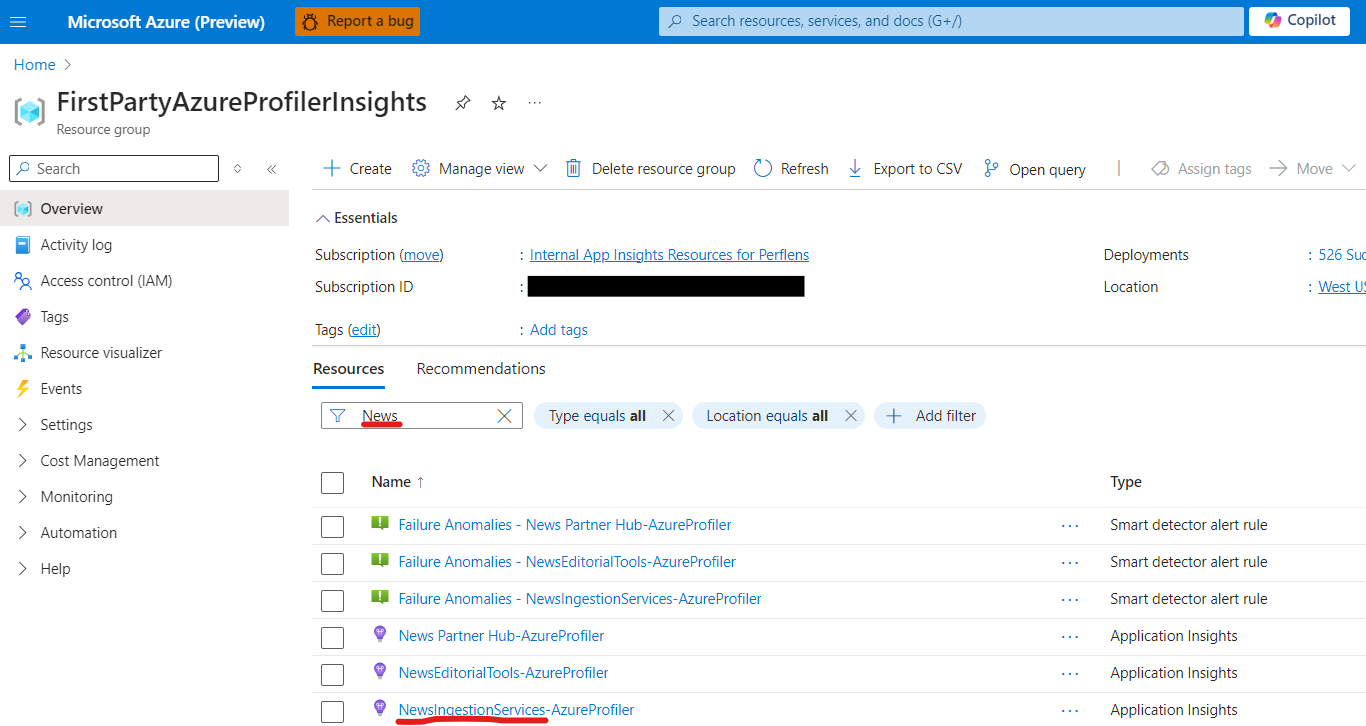 Microsoft Azure (Preview) Report a bug Search resources, services, and docs (G+/) Copilot
Home
FirstPartyAzureProfilerInsights
Resource group
Search
Create Manage view Delete resource group Refresh Export to CSV Open query Assign tags Move
Overview
Activity log
Access control (IAM)
Tags
Resource visualizer
Events
Settings
Cost Management
Monitoring
Automation
Help
Essentials
Subscription (move) : Internal App Insights Resources for Perflens
Deployments : 526 Suc
Subscription ID :
Location : West US
Tags (edit) : Add tags
Resources Recommendations
News Type equals all Location equals all Add filter
Name ↑ Type
Failure Anomalies - News Partner Hub-AzureProfiler ... Smart detector alert rule
Failure Anomalies - NewsEditorialTools-AzureProfiler ... Smart detector alert rule
Failure Anomalies - NewsIngestionServices-AzureProfiler ... Smart detector alert rule
News Partner Hub-AzureProfiler ... Application Insights
NewsEditorialTools-AzureProfiler ... Application Insights
NewsIngestionServices-AzureProfiler ... Application Insights